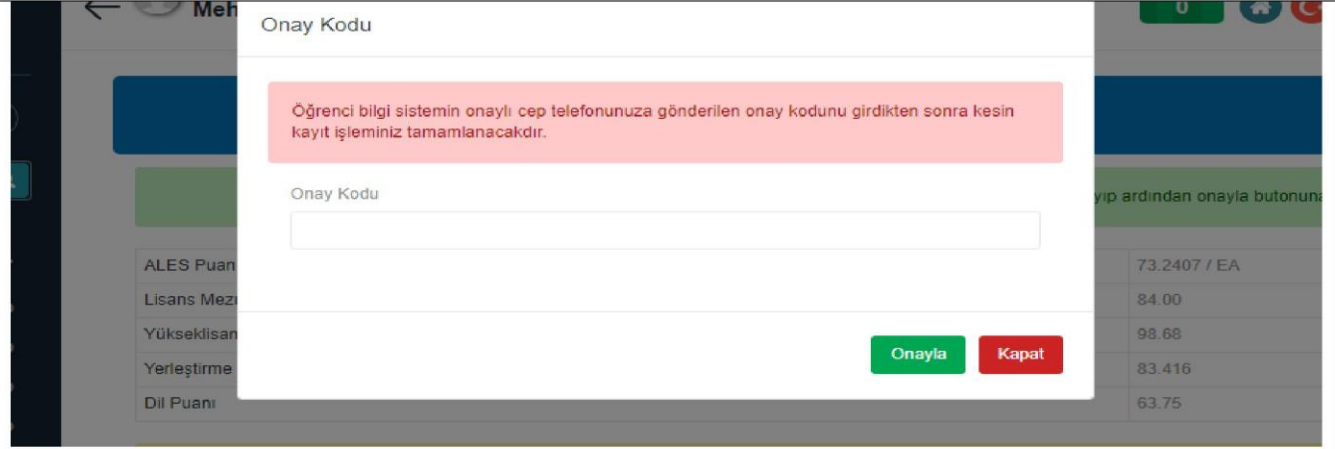 Meh
0
Onay Kodu
Öğrenci bilgi sistemin onaylı cep telefonunuza gönderilen onay kodunu girdikten sonra kesin
kayıt işleminiz tamamlanacakdır.
Onay Kodu
yıp ardından onayla butonuna
ALES Puan 73.2407 / EA
Lisans Mez 84.00
Yükseklisan 98.68
Yerleştirme 83.416
Onayla Kapat
Dil Puanı 63.75